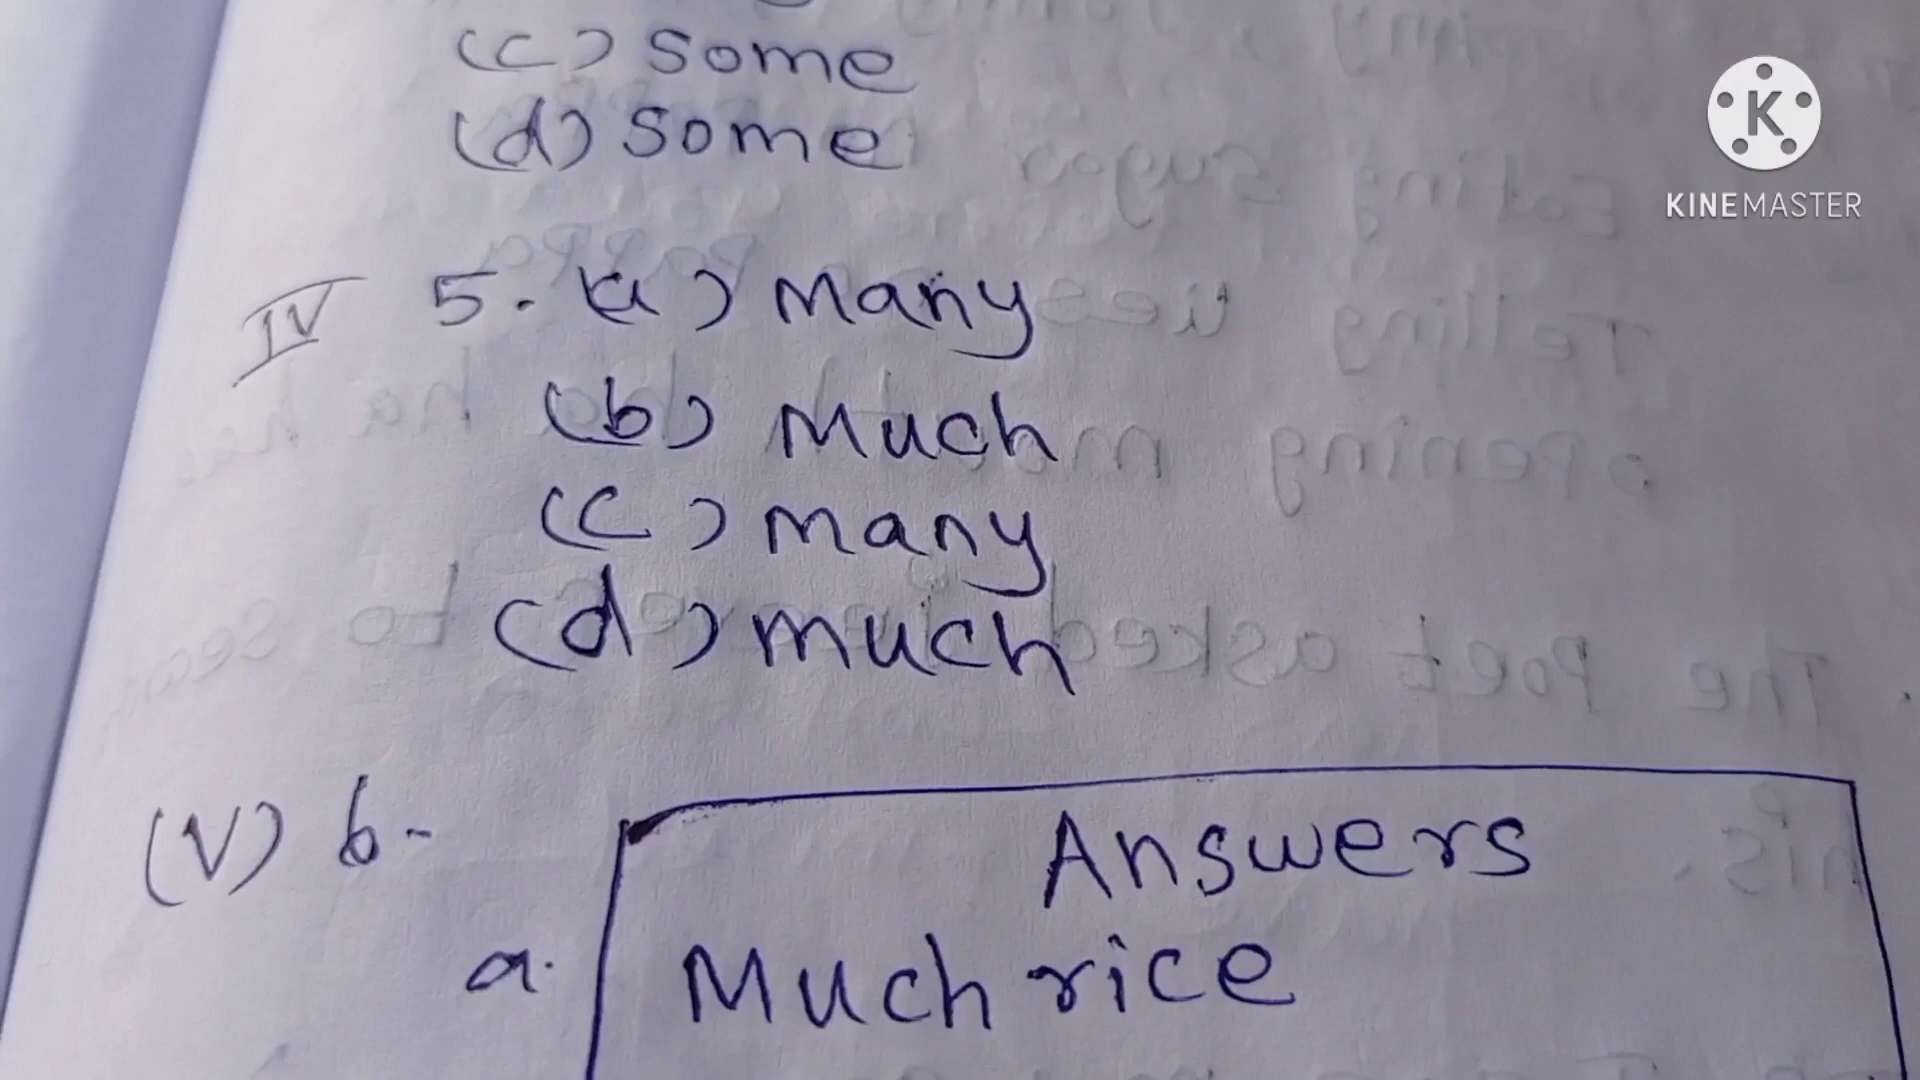 (c) Some
(d) Some
K
KINEMASTER
IV 5. a) Many
(b) Much
(c) Many
(d) much
(V) 6-
Answers
a. Much rice